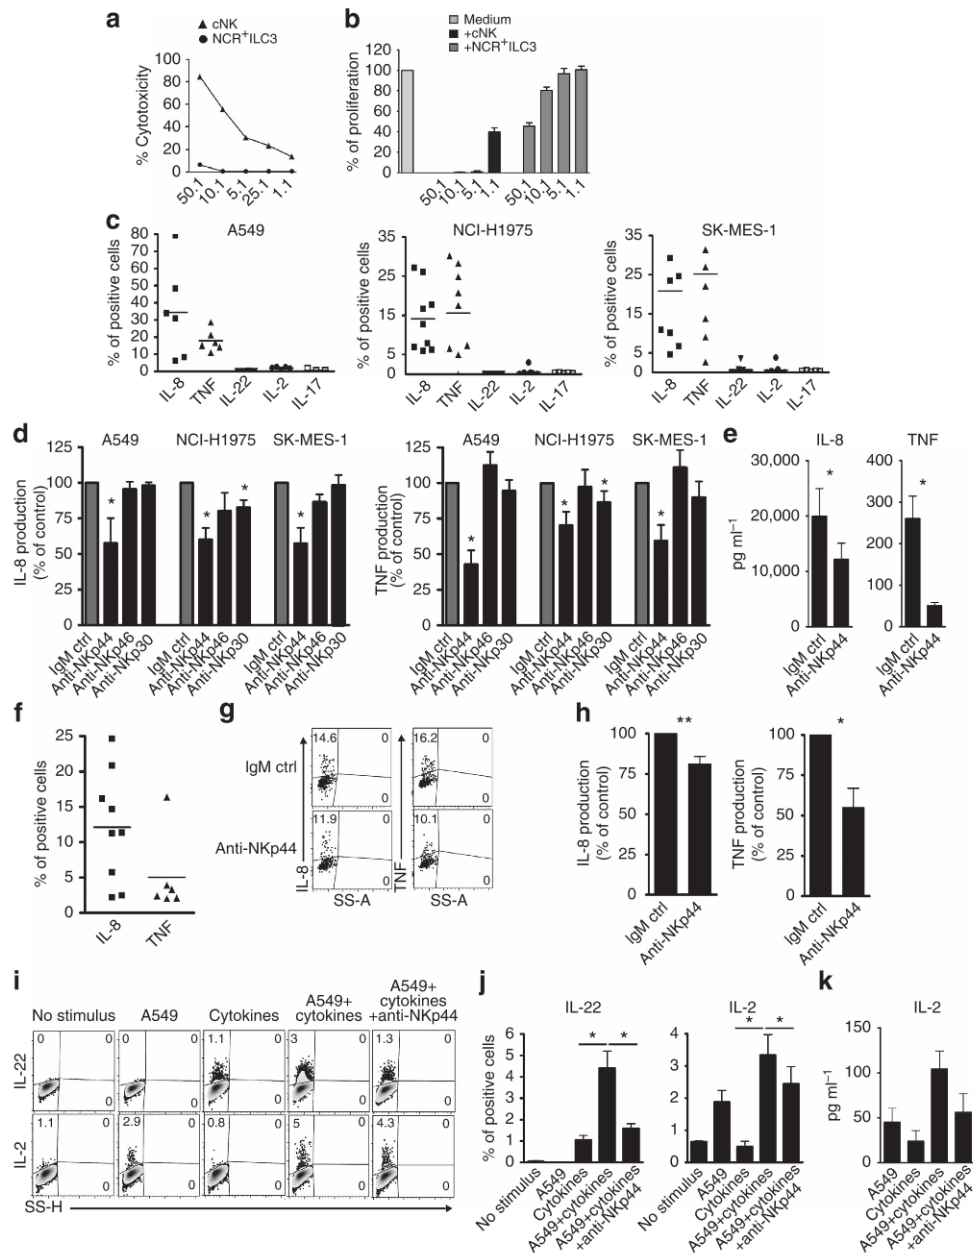 a
cNK
NCR+ILC3
% Cytotoxicity
100
80
60
40
20
0
50.1
10.1
5.1
25.1
1.1
b
Medium
+cNK
+NCR+ILC3
% of proliferation
120
100
80
60
40
20
0
50.1
10.1
5.1
1.1
50.1
10.1
5.1
1.1
c
A549
% of positive cells
80
70
60
50
40
30
20
10
0
IL-8
TNF
IL-22
IL-2
IL-17
NCI-H1975
% of positive cells
35
25
15
5
0
IL-8
TNF
IL-22
IL-2
IL-17
SK-MES-1
% of positive cells
35
25
15
5
0
IL-8
TNF
IL-22
IL-2
IL-17
d
A549 NCI-H1975 SK-MES-1
IL-8 production
(% of control)
125
100
75
50
25
0
* * * *
IgM ctrl
Anti-NKp44
Anti-NKp46
Anti-NKp30
IgM ctrl
Anti-NKp44
Anti-NKp46
Anti-NKp30
IgM ctrl
Anti-NKp44
Anti-NKp46
Anti-NKp30
A549 NCI-H1975 SK-MES-1
TNF production
(% of control)
125
100
75
50
25
0
* * * *
IgM ctrl
Anti-NKp44
Anti-NKp46
Anti-NKp30
IgM ctrl
Anti-NKp44
Anti-NKp46
Anti-NKp30
IgM ctrl
Anti-NKp44
Anti-NKp46
Anti-NKp30
e
IL-8
pg ml−1
30,000
20,000
10,000
0
*
IgM ctrl
Anti-NKp44
TNF
400
300
200
100
0
*
IgM ctrl
Anti-NKp44
f
% of positive cells
25
20
15
10
5
0
IL-8
TNF
g
IgM ctrl
14.6 0
0
16.2 0
0
Anti-NKp44
11.9 0
0
10.1 0
0
IL-8
TNF
SS-A
SS-A
h
IL-8 production
(% of control)
100
75
50
25
0
**
IgM ctrl
Anti-NKp44
TNF production
(% of control)
100
75
50
25
0
*
IgM ctrl
Anti-NKp44
i
No stimulus
A549
Cytokines
A549+
cytokines
A549+
cytokines
+anti-NKp44
IL-22
0 0
0
0 0
0
1.1 0
0
3 0
0
1.3 0
0
IL-2
1.1 0
0
2.9 0
0
0.8 0
0
5 0
0
4.3 0
0
SS-H
j
IL-22
% of positive cells
6
5
4
3
2
1
0
* *
No stimulus
A549
Cytokines
A549+cytokines
A549+cytokines
+anti-NKp44
IL-2
4
3
2
1
0
* *
No stimulus
A549
Cytokines
A549+cytokines
A549+cytokines
+anti-NKp44
k
IL-2
pg ml−1
150
100
50
0
A549
Cytokines
A549+cytokines
A549+cytokines
+anti-NKp44